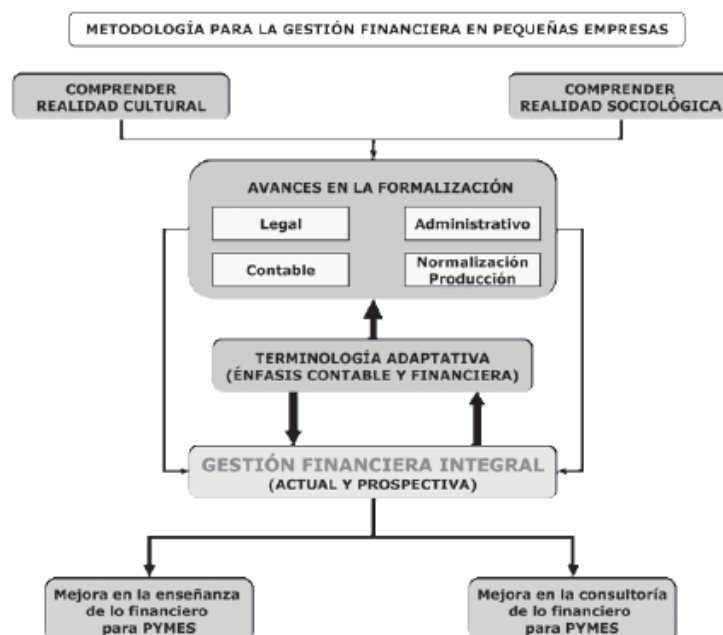 METODOLOGÍA PARA LA GESTIÓN FINANCIERA EN PEQUEÑAS EMPRESAS
COMPRENDER
REALIDAD CULTURAL
COMPRENDER
REALIDAD SOCIOLÓGICA
AVANCES EN LA FORMALIZACIÓN
Legal
Administrativo
Contable
Normalización
Producción
TERMINOLOGÍA ADAPTATIVA
(ÉNFASIS CONTABLE Y FINANCIERA)
GESTIÓN FINANCIERA INTEGRAL
(ACTUAL Y PROSPECTIVA)
Mejora en la enseñanza
de lo financiero
para PYMES
Mejora en la consultoría
de lo financiero
para PYMES